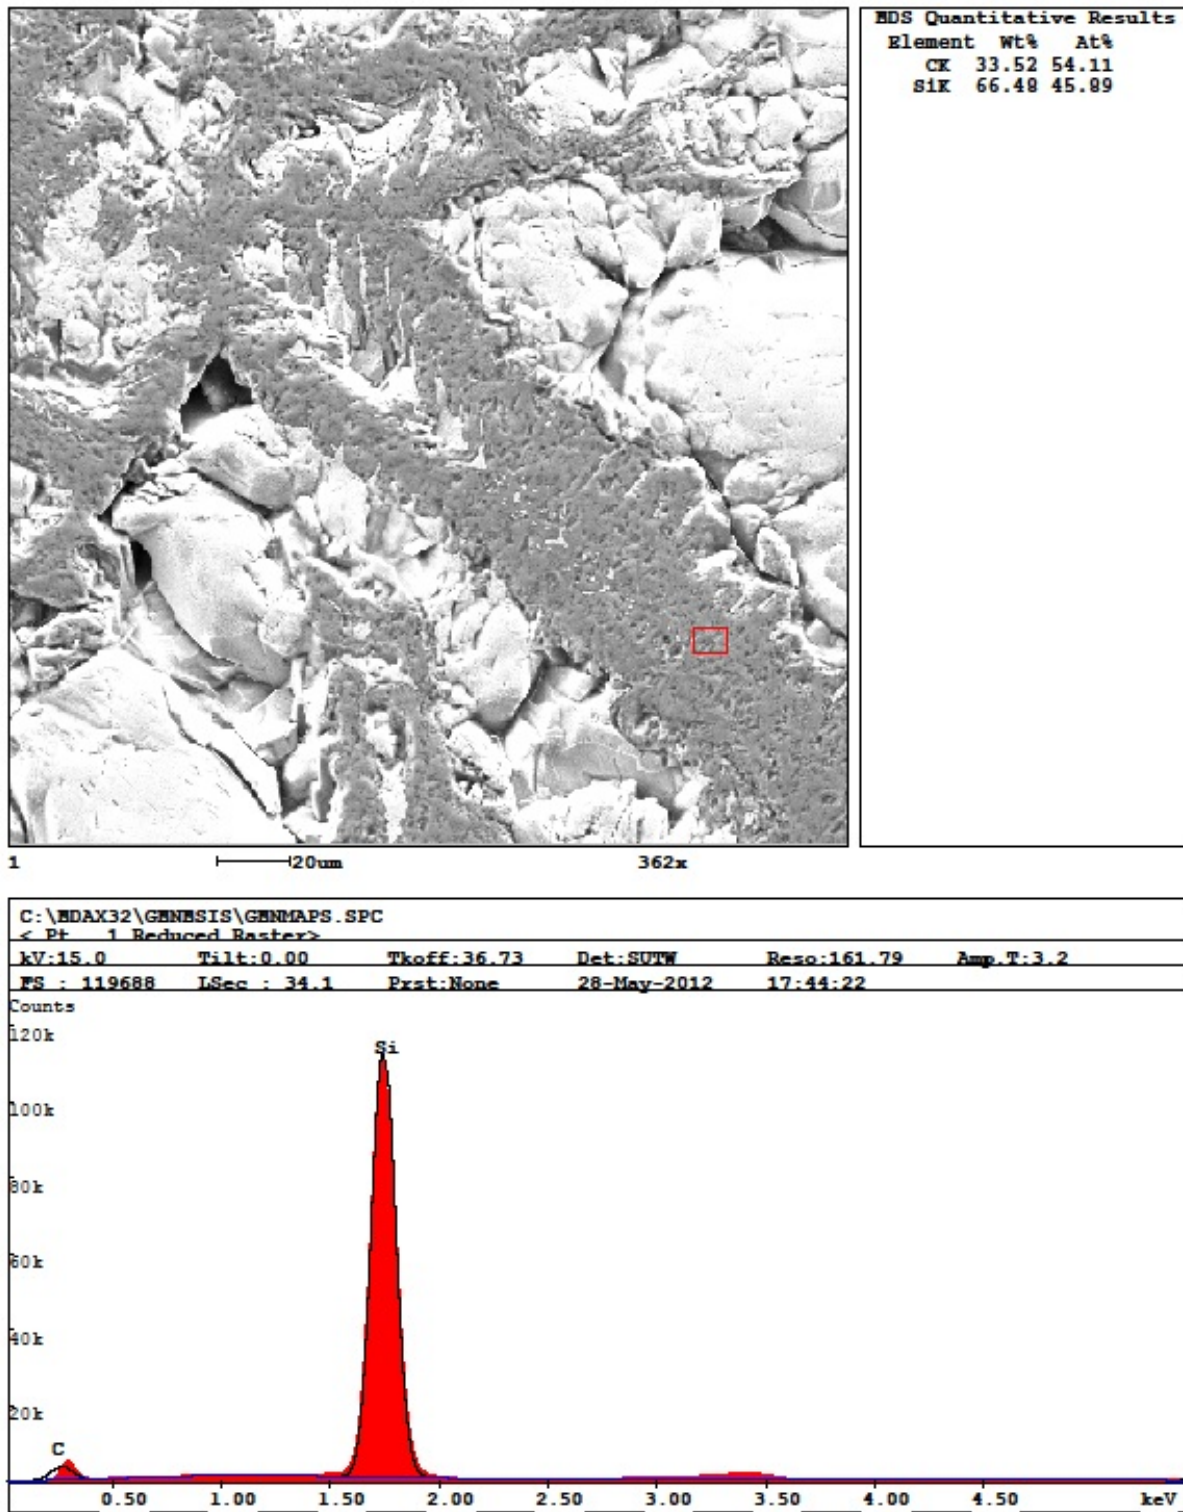 EDS Quantitative Results
Element Wt% At%
CK 33.52 54.11
SiK 66.48 45.89
1 20um 362x
C:\EDAX32\GENESIS\GENMAPS.SPC
< Pt 1 Reduced Raster>
kV:15.0 Tilt:0.00 Tkoff:36.73 Det:SUTW Reso:161.79 Amp.T:3.2
FS : 119688 LSec : 34.1 Prst:None 28-May-2012 17:44:22
Counts
120k
Si
100k
80k
60k
40k
20k
C
0.50 1.00 1.50 2.00 2.50 3.00 3.50 4.00 4.50 keV